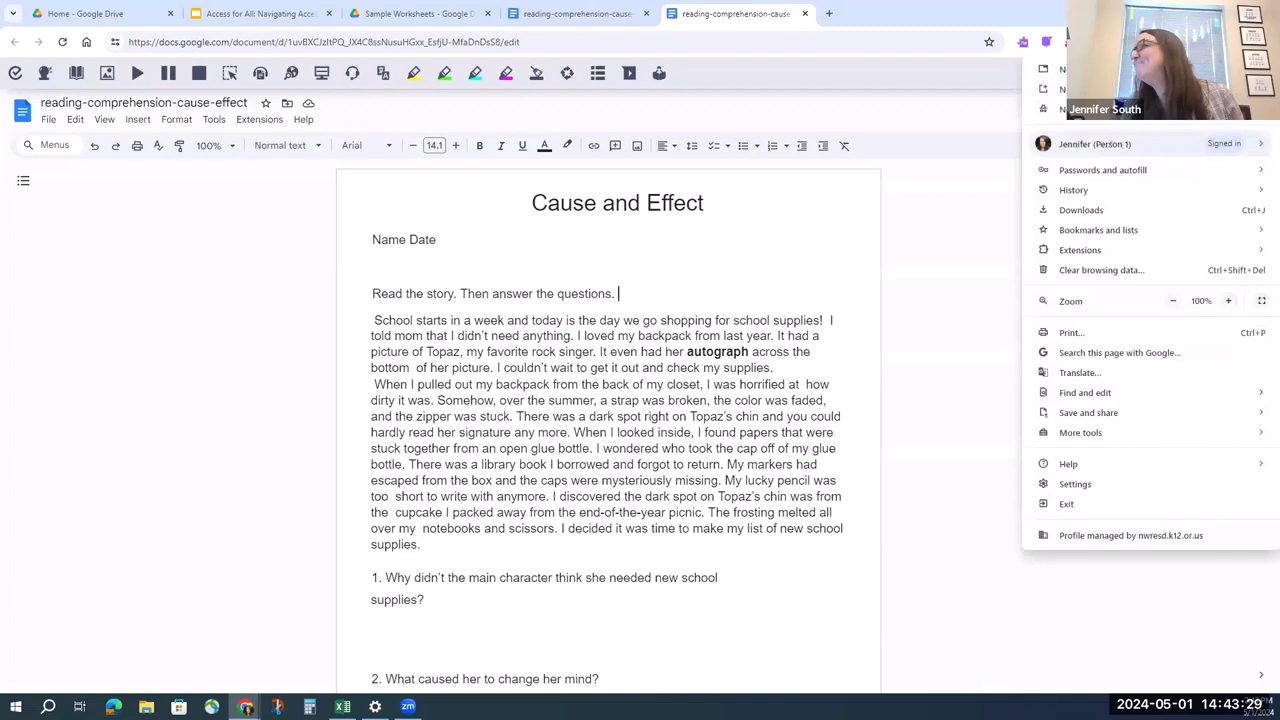 Home - Google Drive
Access for All: Navigating Acces
Sample Worksheets - Google D
reading-comprehension-cause-
reading-comprehension-cause-
https://docs.google.com/document/d/
/edit
Jennifer South
reading-comprehension-cause-effect
File Edit View Insert Format Tools Extensions Help
Menus
100%
Normal text
Arial
14.1
Jennifer (Person 1)
Signed in
Passwords and autofill
History
Downloads
Ctrl+J
Bookmarks and lists
Extensions
Clear browsing data...
Ctrl+Shift+Del
Zoom
100%
Print...
Ctrl+P
Search this page with Google...
Translate...
Find and edit
Save and share
More tools
Help
Settings
Exit
Profile managed by nwresd.k12.or.us
Cause and Effect
Name Date
Read the story. Then answer the questions.
School starts in a week and today is the day we go shopping for school supplies! I
told mom that I didn't need anything. I loved my backpack from last year. It had a
picture of Topaz, my favorite rock singer. It even had her autograph across the
bottom of her picture. I couldn't wait to get it out and check my supplies.
When I pulled out my backpack from the back of my closet, I was horrified at how
dirty it was. Somehow, over the summer, a strap was broken, the color was faded,
and the zipper was stuck. There was a dark spot right on Topaz's chin and you could
hardly read her signature any more. When I looked inside, I found papers that were
stuck together from an open glue bottle. I wondered who took the cap off of my glue
bottle. There was a library book I borrowed and forgot to return. My markers had
escaped from the box and the caps were mysteriously missing. My lucky pencil was
too short to write with anymore. I discovered the dark spot on Topaz's chin was from
the cupcake I packed away from the end-of-the-year picnic. The frosting melted all
over my notebooks and scissors. I decided it was time to make my list of new school
supplies.
1. Why didn't the main character think she needed new school
supplies?
2. What caused her to change her mind?
2024-05-01 14:43:29